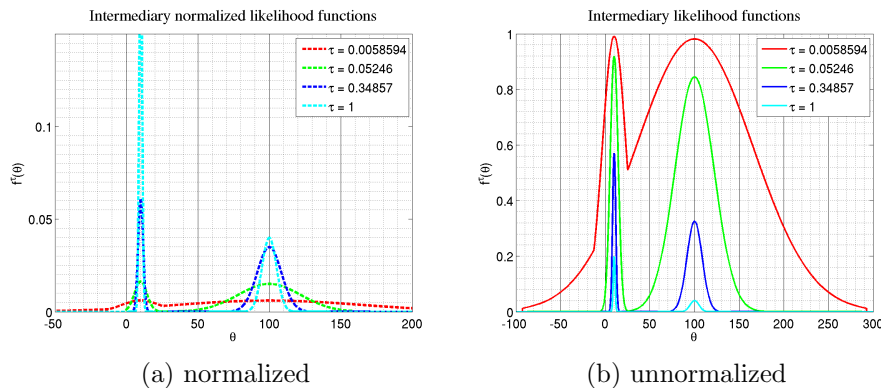 Intermediary normalized likelihood functions
τ = 0.0058594
τ = 0.05246
τ = 0.34857
τ = 1
0.1
0.05
0
-50 0 50 100 150 200
f^τ(θ)
θ
(a) normalized
Intermediary likelihood functions
τ = 0.0058594
τ = 0.05246
τ = 0.34857
τ = 1
1
0.8
0.6
0.4
0.2
0
-100 -50 0 50 100 150 200 250 300
f^τ(θ)
θ
(b) unnormalized